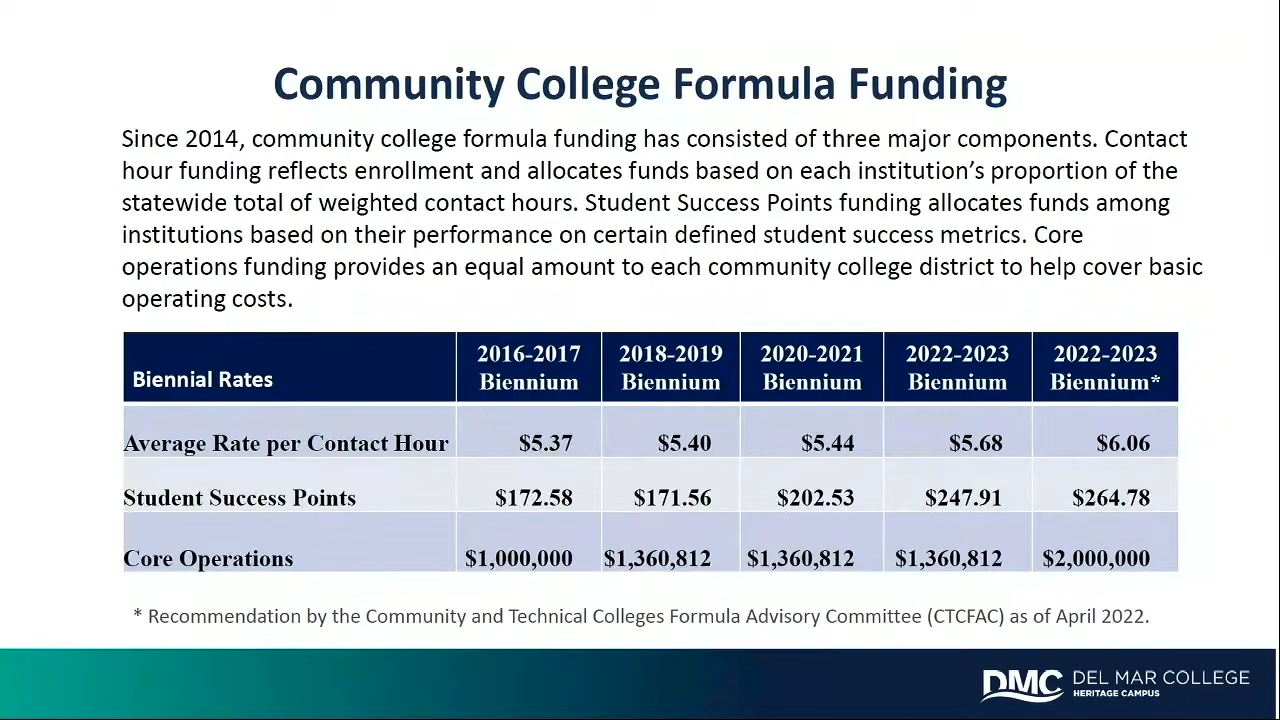 Community College Formula Funding
Since 2014, community college formula funding has consisted of three major components. Contact
hour funding reflects enrollment and allocates funds based on each institution’s proportion of the
statewide total of weighted contact hours. Student Success Points funding allocates funds among
institutions based on their performance on certain defined student success metrics. Core
operations funding provides an equal amount to each community college district to help cover basic
operating costs.
Biennial Rates 2016-2017 Biennium 2018-2019 Biennium 2020-2021 Biennium 2022-2023 Biennium 2022-2023 Biennium*
Average Rate per Contact Hour $5.37 $5.40 $5.44 $5.68 $6.06
Student Success Points $172.58 $171.56 $202.53 $247.91 $264.78
Core Operations $1,000,000 $1,360,812 $1,360,812 $1,360,812 $2,000,000
* Recommendation by the Community and Technical Colleges Formula Advisory Committee (CTCFAC) as of April 2022.
DMC DEL MAR COLLEGE
HERITAGE CAMPUS